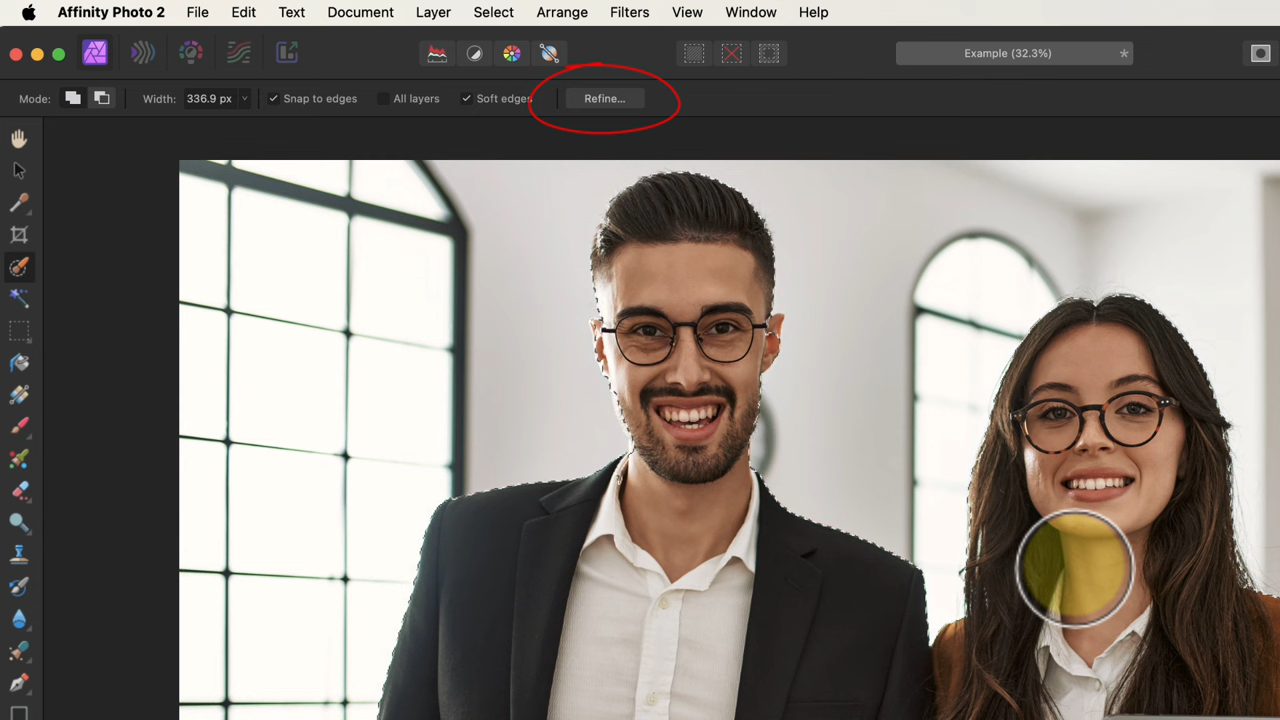 Affinity Photo 2 File Edit Text Document Layer Select Arrange Filters View Window Help
Example (32.3%) *
Mode: Width: 336.9 px Snap to edges All layers Soft edges Refine...